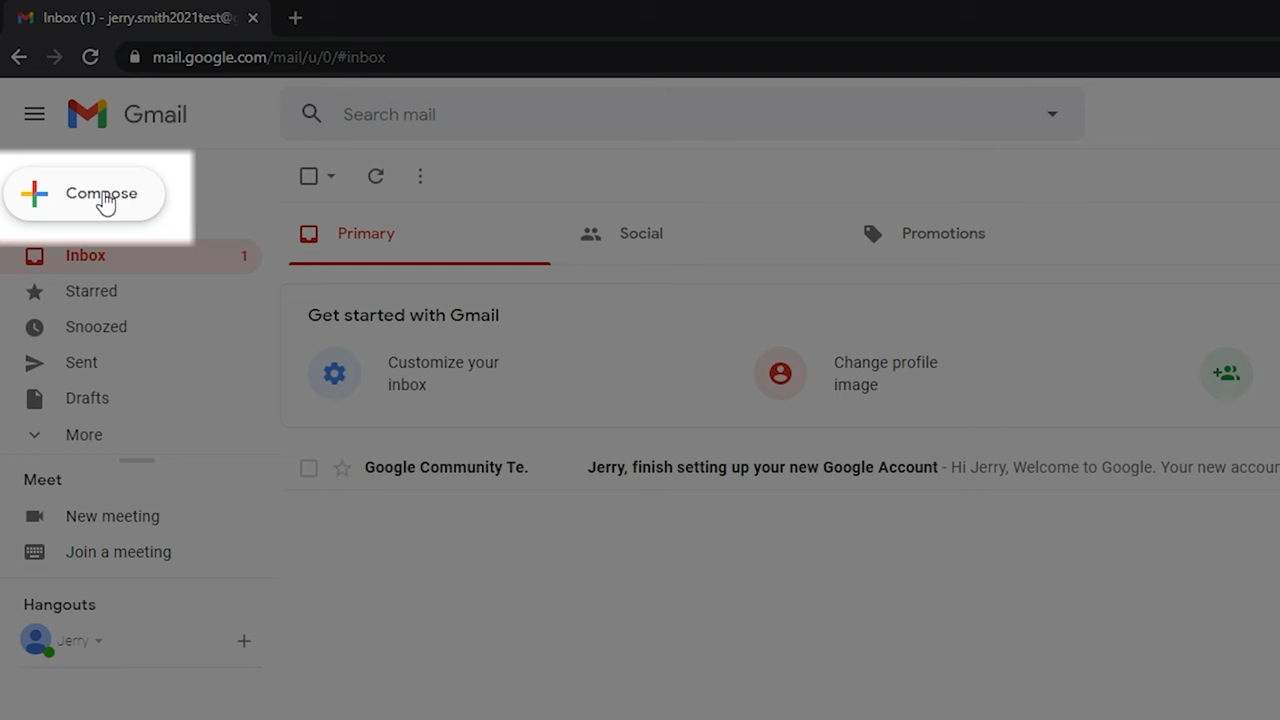 Inbox (1) - jerry.smith2021test@
mail.google.com/mail/u/0/#inbox
Gmail
Search mail
Compose
Primary
Social
Promotions
Inbox 1
Starred
Snoozed
Sent
Drafts
More
Get started with Gmail
Customize your
inbox
Change profile
image
Google Community Te. Jerry, finish setting up your new Google Account - Hi Jerry, Welcome to Google. Your new accoun
Meet
New meeting
Join a meeting
Hangouts
Jerry